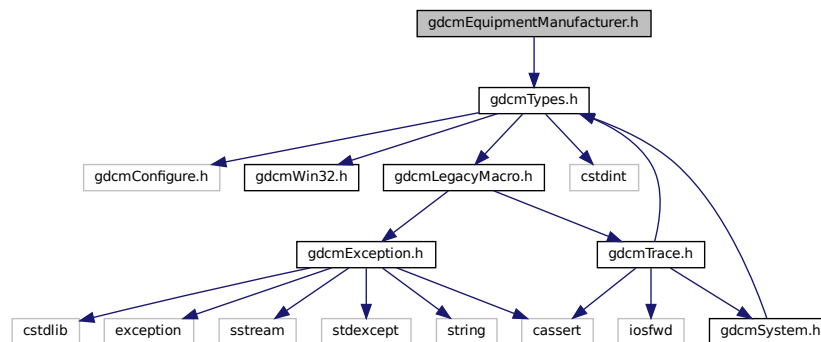 gdcmEquipmentManufacturer.h
gdcmTypes.h
gdcmConfigure.h
gdcmWin32.h
gdcmLegacyMacro.h
cstdint
gdcmException.h
gdcmTrace.h
cstdlib
exception
sstream
stdexcept
string
cassert
iosfwd
gdcmSystem.h